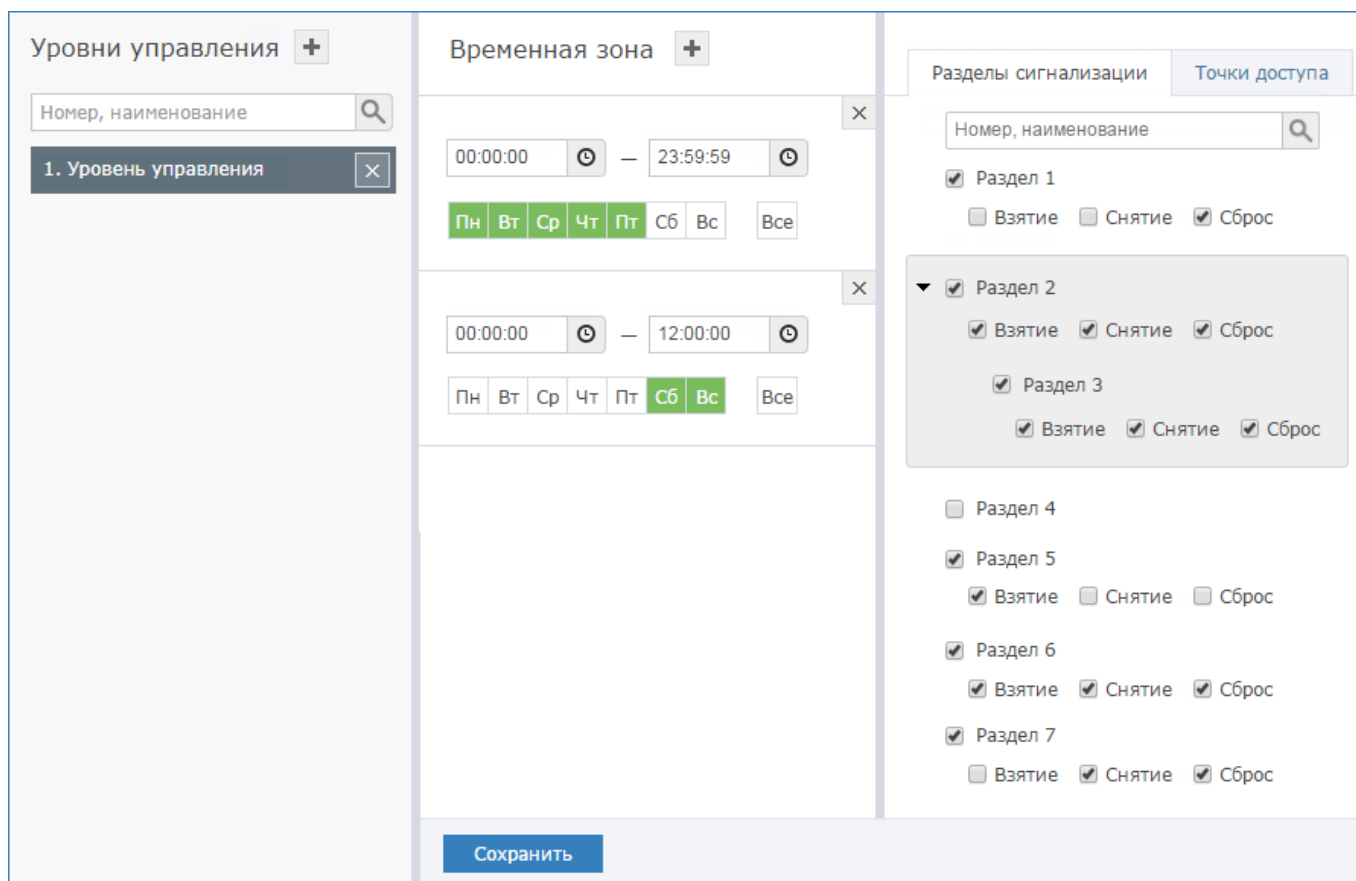 Уровни управления
Номер, наименование
1. Уровень управления
Временная зона
00:00:00 — 23:59:59
Пн Вт Ср Чт Пт Сб Вс Все
00:00:00 — 12:00:00
Пн Вт Ср Чт Пт Сб Вс Все
Разделы сигнализации Точки доступа
Номер, наименование
Раздел 1
Взятие Снятие Сброс
Раздел 2
Взятие Снятие Сброс
Раздел 3
Взятие Снятие Сброс
Раздел 4
Раздел 5
Взятие Снятие Сброс
Раздел 6
Взятие Снятие Сброс
Раздел 7
Взятие Снятие Сброс
Сохранить